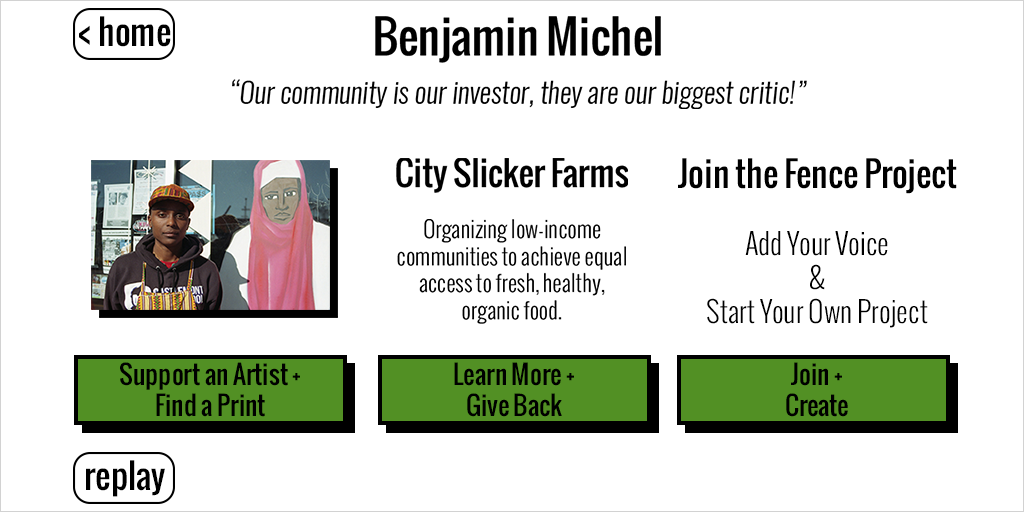 < home
Benjamin Michel
“Our community is our investor, they are our biggest critic!”
City Slicker Farms
Organizing low-income
communities to achieve equal
access to fresh, healthy,
organic food.
Join the Fence Project
Add Your Voice
&
Start Your Own Project
Support an Artist +
Find a Print
Learn More +
Give Back
Join +
Create
replay